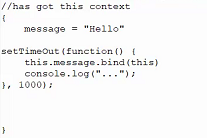 //has got this context
{
    message = "Hello"

setTimeOut(function() {
    this.message.bind(this)
    console.log("...");
}, 1000);

}